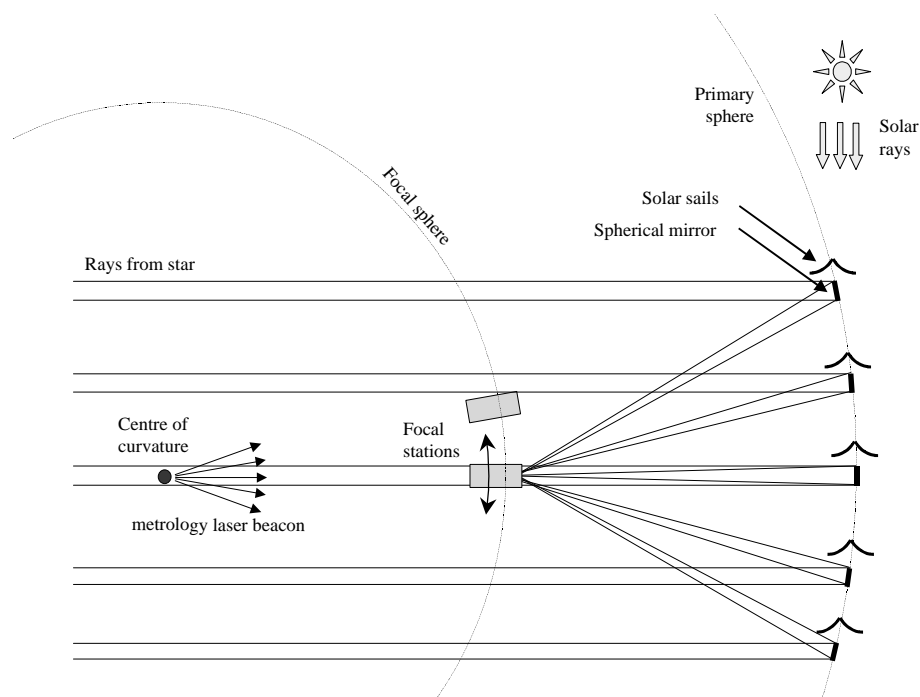 Primary
sphere
Solar
rays
Focal sphere
Solar sails
Spherical mirror
Rays from star
Centre of
curvature
Focal
stations
metrology laser beacon